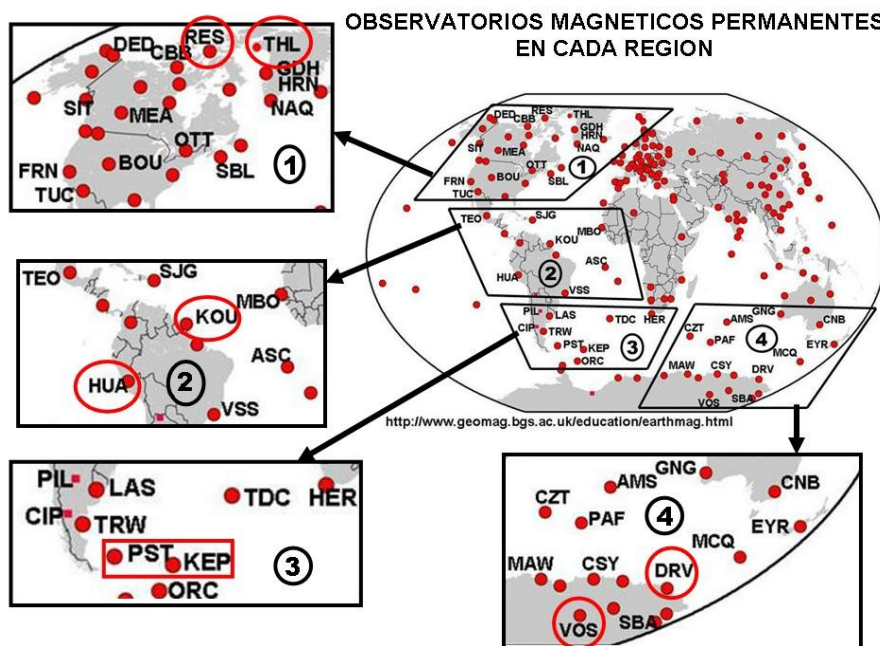 OBSERVATORIOS MAGNETICOS PERMANENTES
EN CADA REGION
DED
CBB
RES
THL
GDH
HRN
SIT
MEA
NAQ
OTT
BOU
SBL
FRN
TUC
1
DED
RES
THL
CBB
GDH
HRN
SIT
MEA
NAQ
OTT
1
FRN
BOU
SBL
TUC
TEO
SJG
KOU
MBO
HUA
2
ASC
VSS
PIL
LAS
TDC
HER
CIP
TRW
3
PST
KEP
ORC
GNG
AMS
CNB
CZT
PAF
4
EYR
MCQ
MAW
CSY
DRV
VOS
SBA
http://www.geomag.bgs.ac.uk/education/earthmag.html
TEO
SJG
MBO
KOU
ASC
HUA
2
VSS
PIL
LAS
TDC
HER
CIP
TRW
PST
KEP
3
ORC
GNG
AMS
CNB
CZT
PAF
4
EYR
MCQ
MAW
CSY
DRV
VOS
SBA